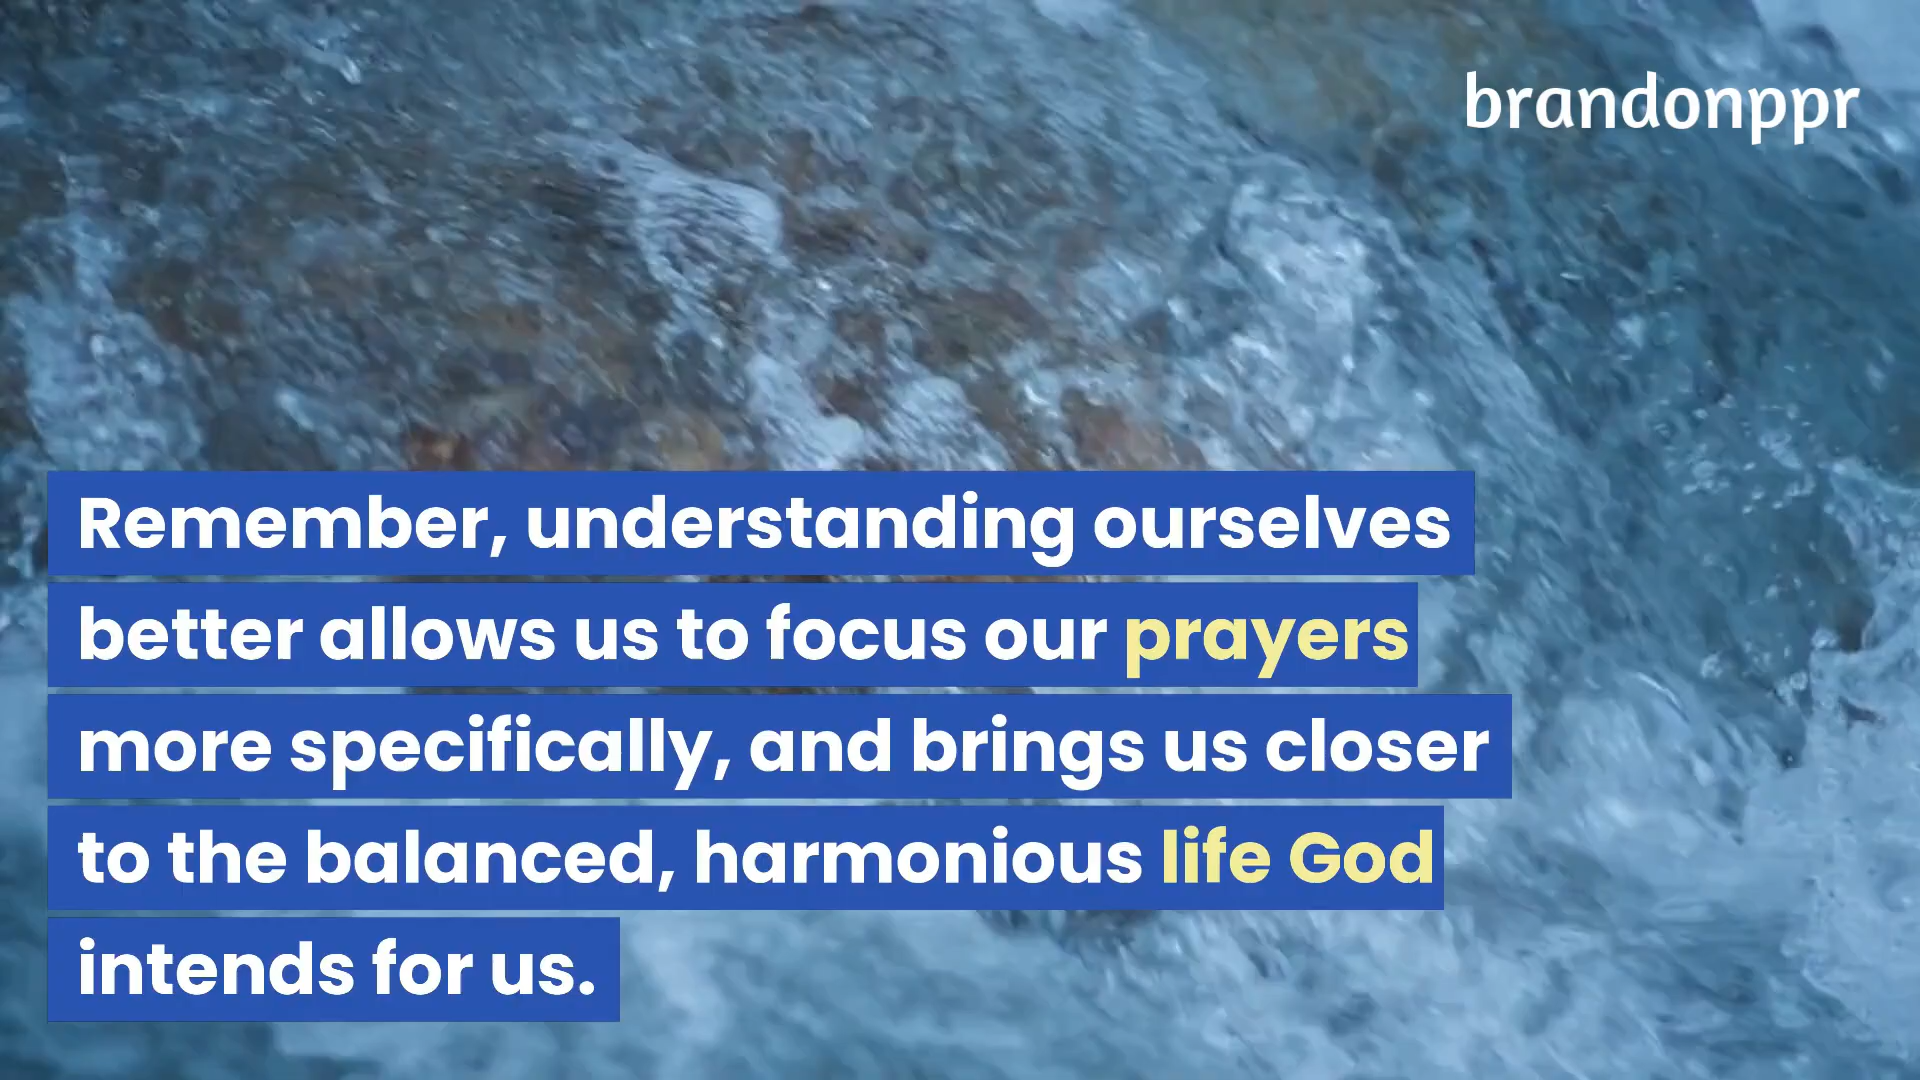 brandonppr
Remember, understanding ourselves
better allows us to focus our prayers
more specifically, and brings us closer
to the balanced, harmonious life God
intends for us.